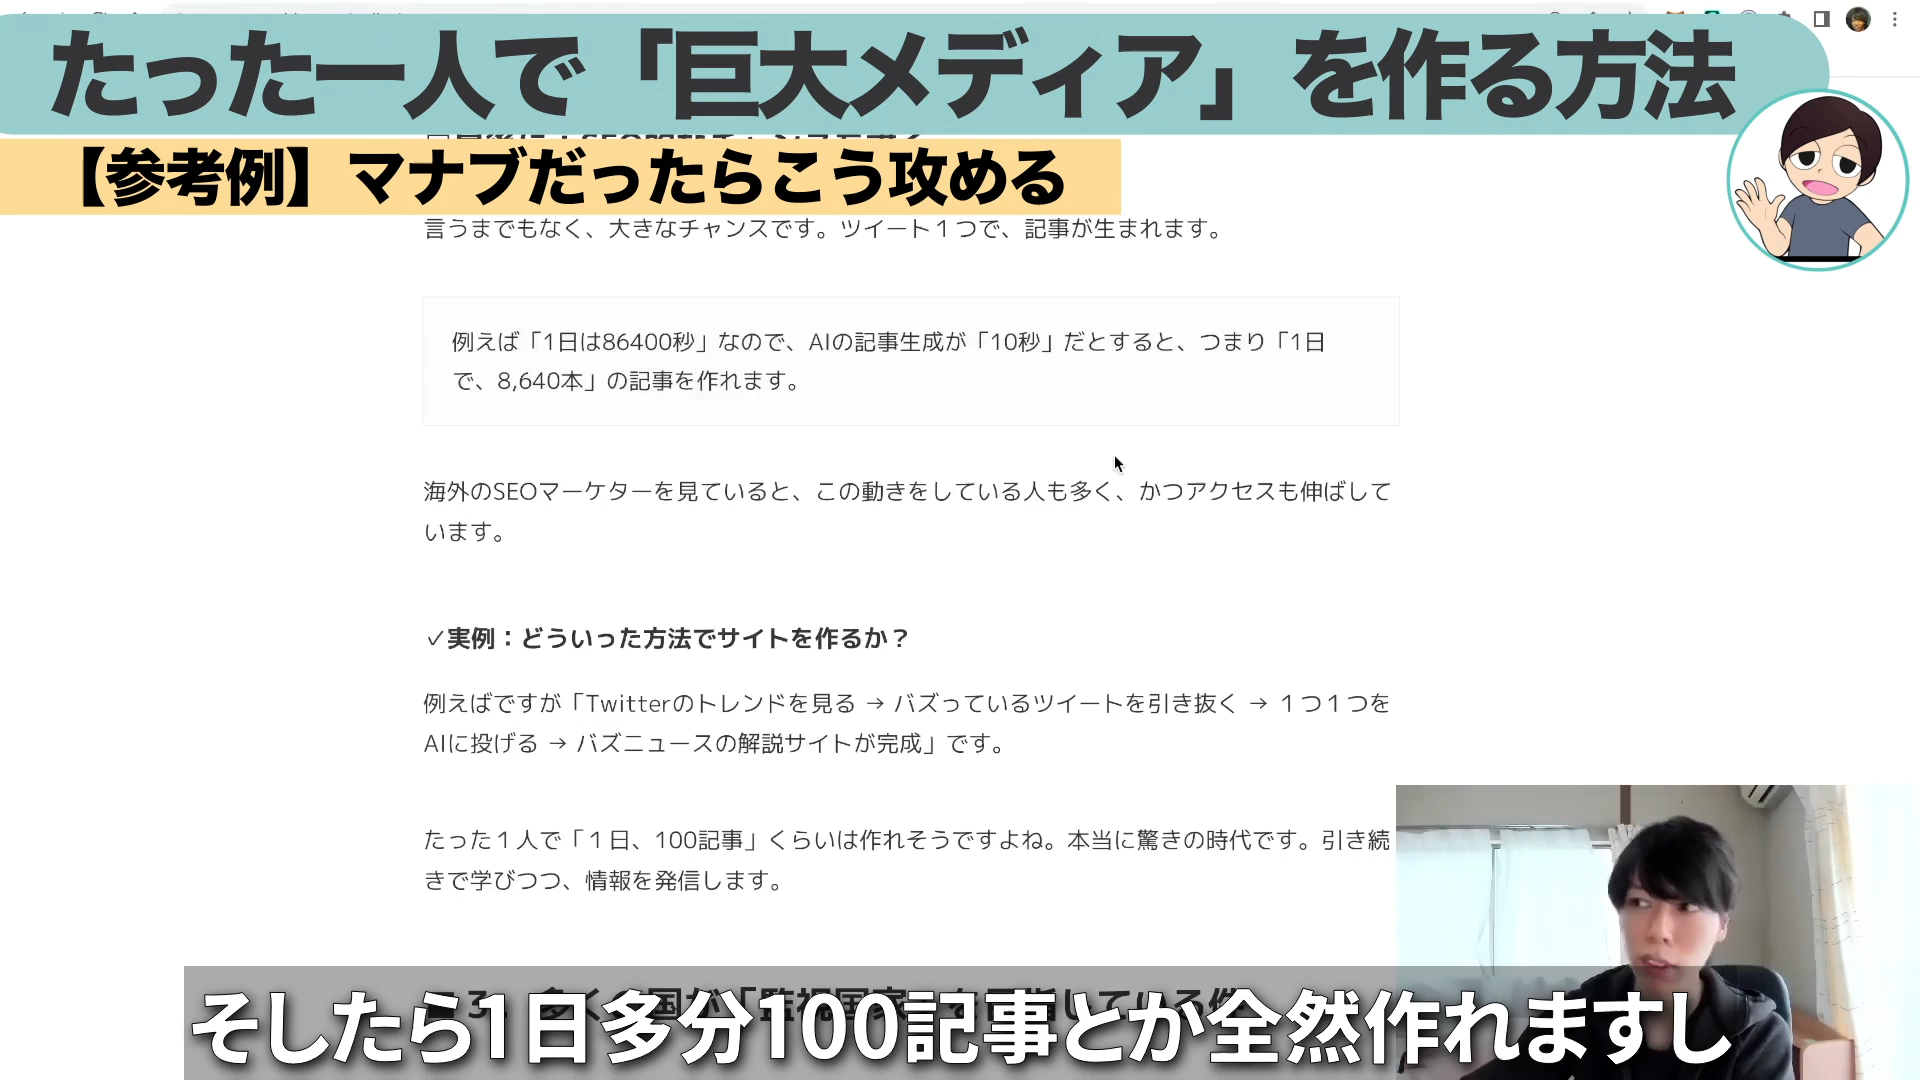 たった一人で「巨大メディア」を作る方法
【参考例】マナブだったらこう攻める
言うまでもなく、大きなチャンスです。ツイート１つで、記事が生まれます。
例えば「1日は86400秒」なので、AIの記事生成が「10秒」だとすると、つまり「1日
で、8,640本」の記事を作れます。
海外のSEOマーケターを見ていると、この動きをしている人も多く、かつアクセスも伸ばして
います。
✓実例：どういった方法でサイトを作るか？
例えばですが「Twitterのトレンドを見る → バズっているツイートを引き抜く → １つ１つを
AIに投げる → バズニュースの解説サイトが完成」です。
たった１人で「１日、100記事」くらいは作れそうですよね。本当に驚きの時代です。引き続
きで学びつつ、情報を発信します。
そしたら1日多分100記事とか全然作れますし